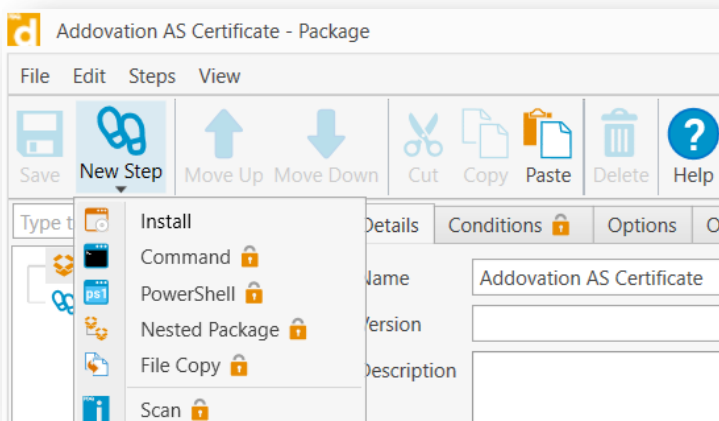 Addovation AS Certificate - Package
File Edit Steps View
Save New Step Move Up Move Down Cut Copy Paste Delete Help
Type Install Details Conditions Options
Command
PowerShell Name Addovation AS Certificate
ps1
Nested Package Version
File Copy Description
Scan